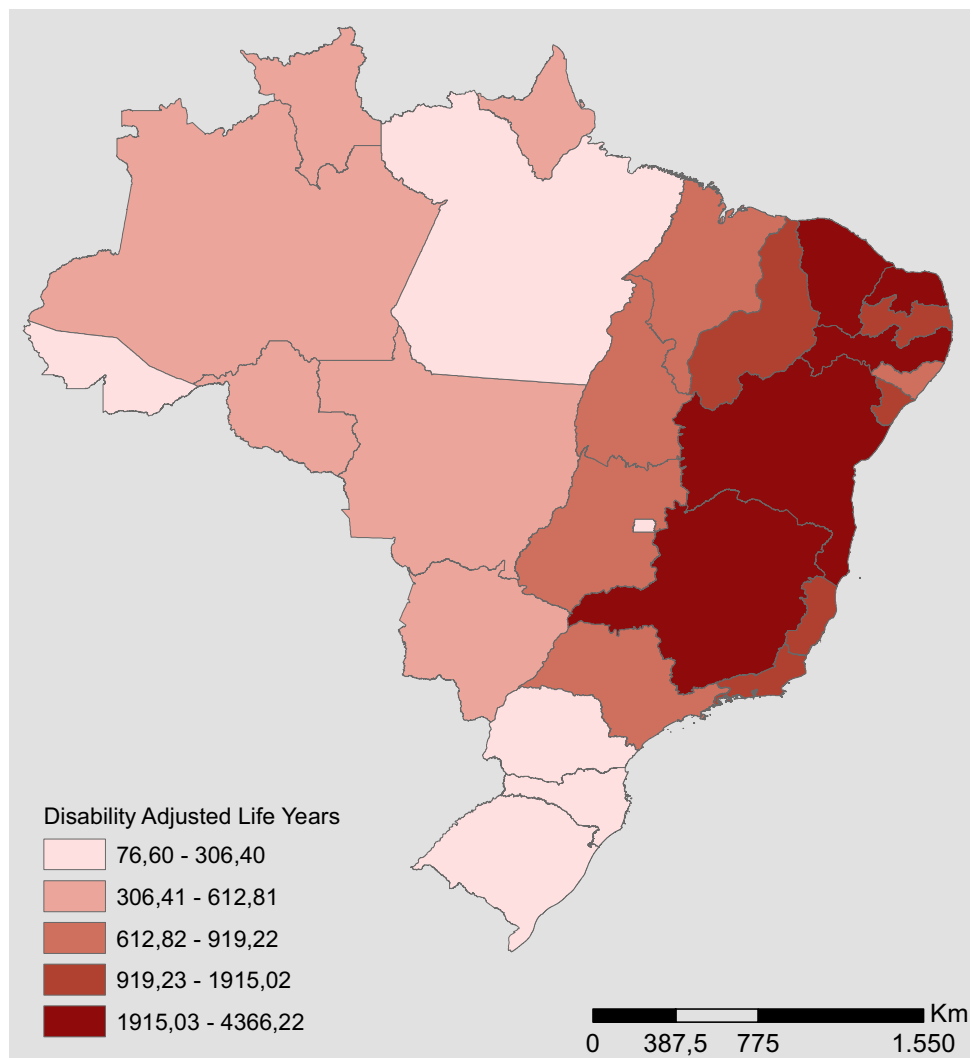 Disability Adjusted Life Years
76,60 - 306,40
306,41 - 612,81
612,82 - 919,22
919,23 - 1915,02
1915,03 - 4366,22
Km
0 387,5 775 1.550